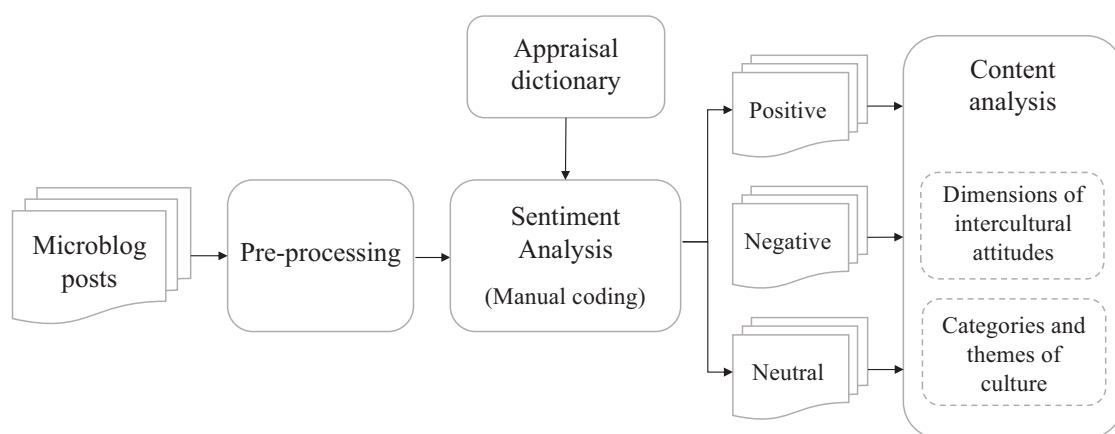 Microblog
posts
Pre-processing
Appraisal
dictionary
Sentiment
Analysis
(Manual coding)
Positive
Negative
Neutral
Content
analysis
Dimensions of
intercultural
attitudes
Categories and
themes of
culture